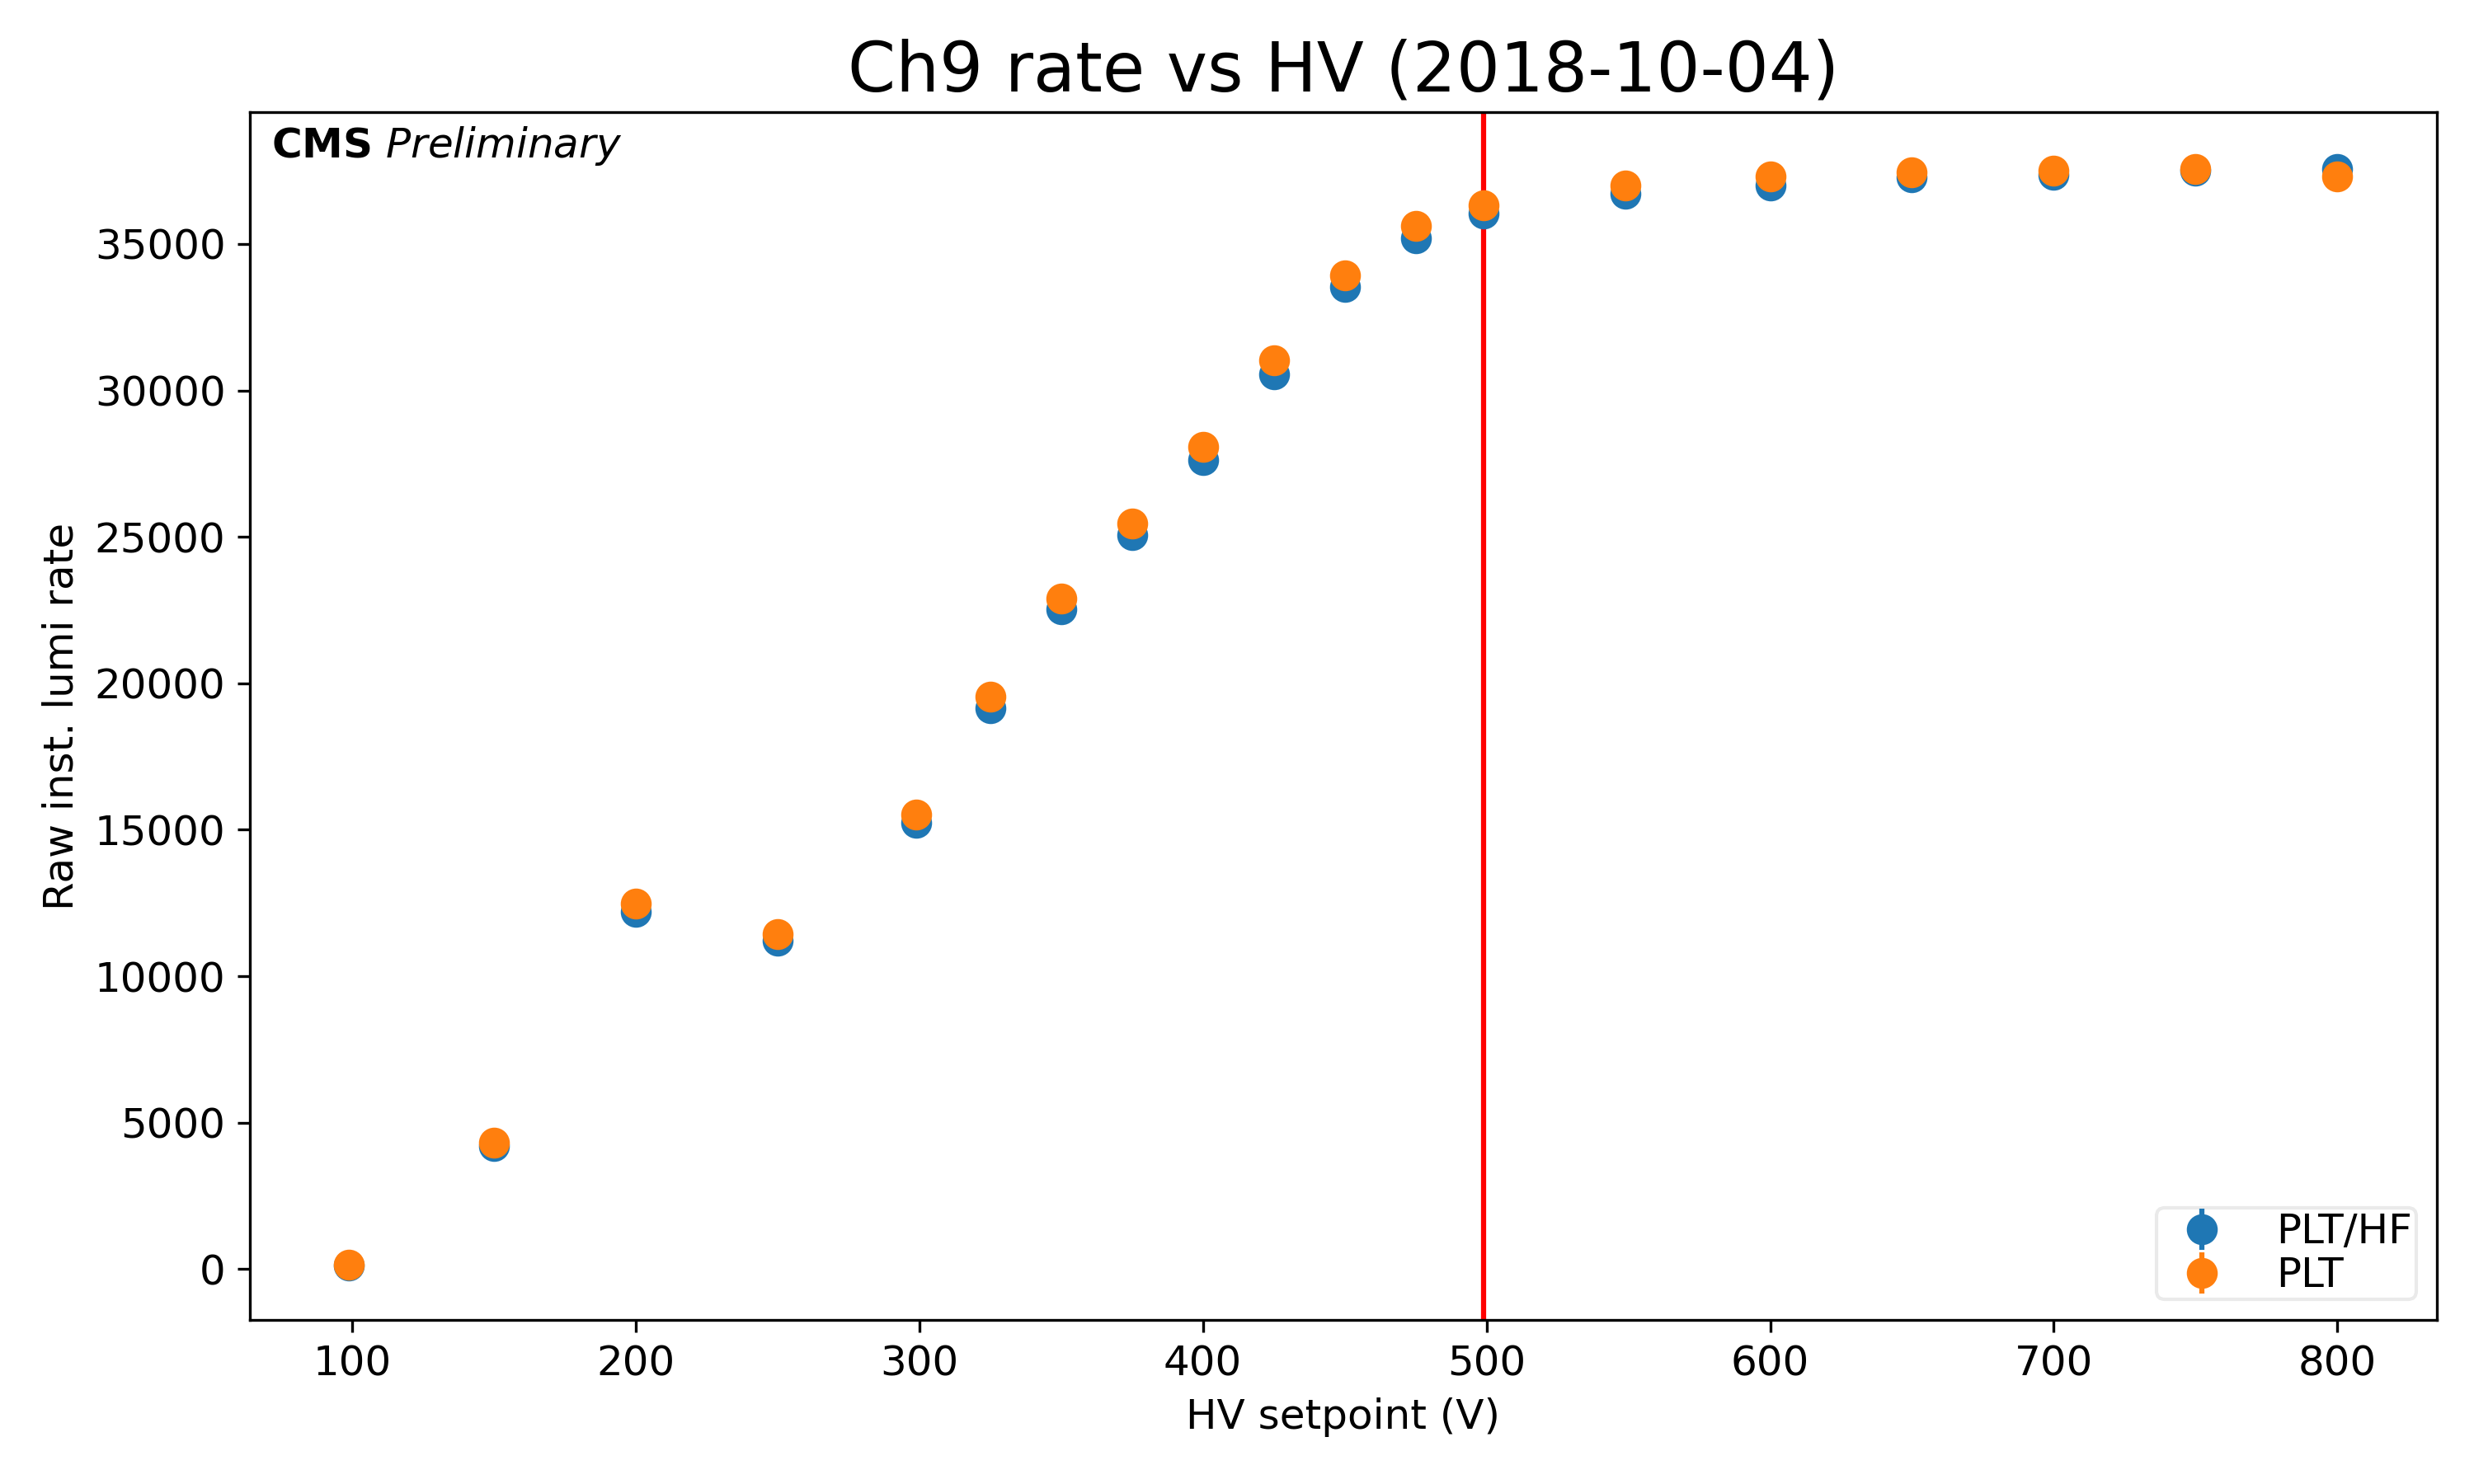 Ch9 rate vs HV (2018-10-04)
CMS Preliminary
35000
30000
25000
20000
15000
10000
5000
0
Raw inst. lumi rate
PLT/HF
PLT
100 200 300 400 500 600 700 800
HV setpoint (V)